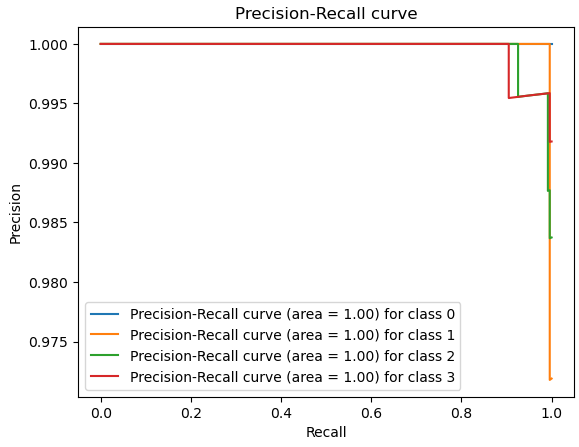 Precision-Recall curve
1.000
0.995
0.990
0.985
0.980
0.975
Precision
Precision-Recall curve (area = 1.00) for class 0
Precision-Recall curve (area = 1.00) for class 1
Precision-Recall curve (area = 1.00) for class 2
Precision-Recall curve (area = 1.00) for class 3
0.0 0.2 0.4 0.6 0.8 1.0
Recall